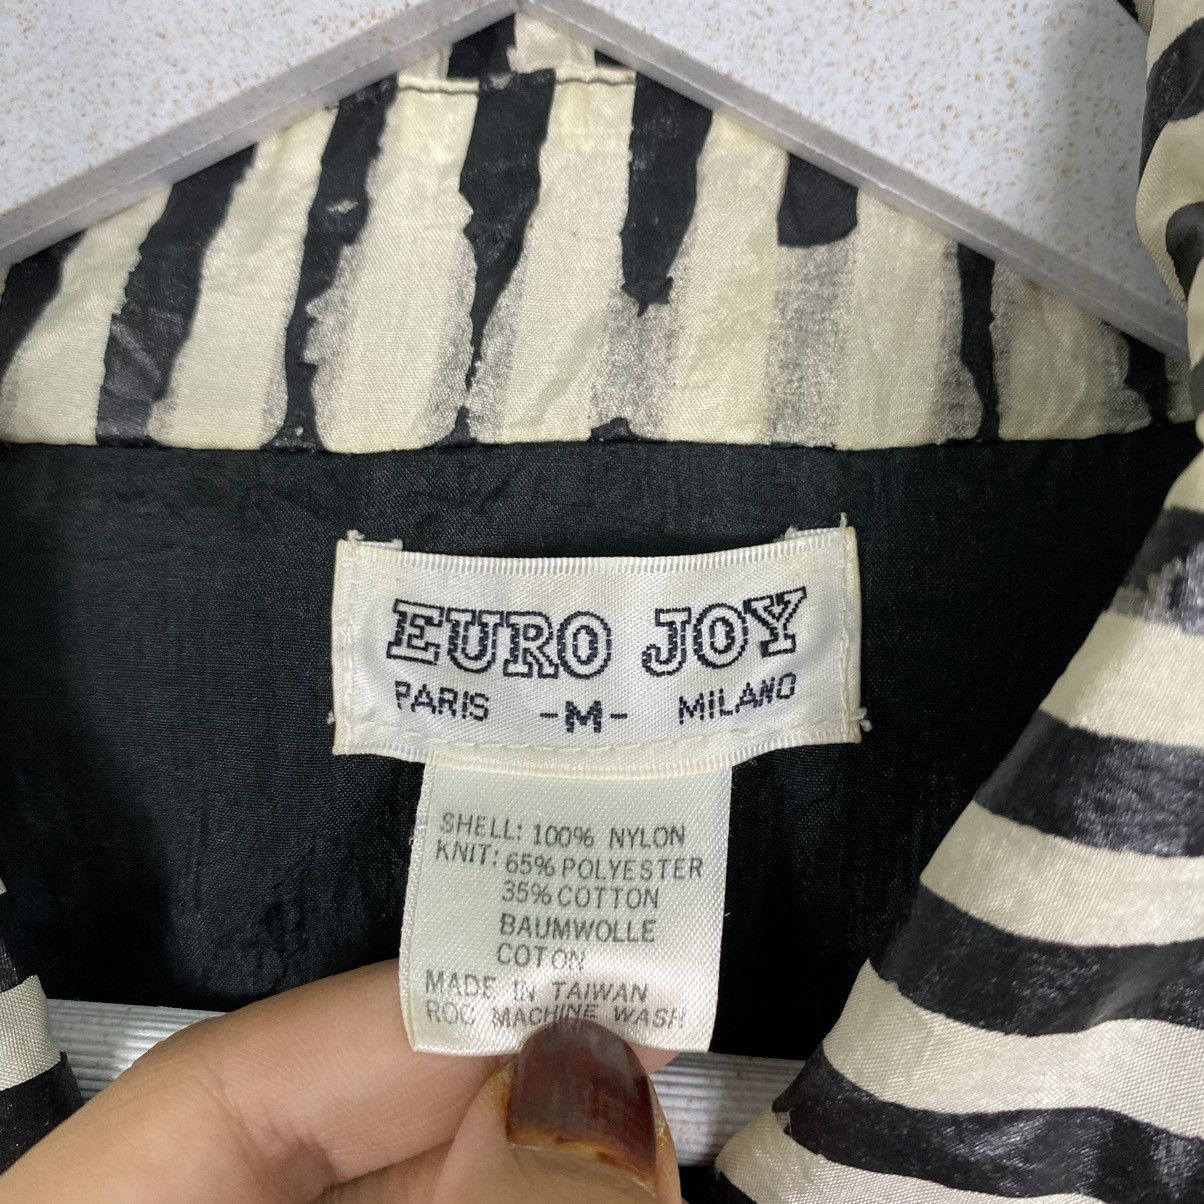 EURO JOY
PARIS -M- MILANO
SHELL: 100% NYLON
KNIT: 65% POLYESTER
35% COTTON
BAUMWOLLE
COTON
MADE IN TAIWAN
ROC MACHINE WASH